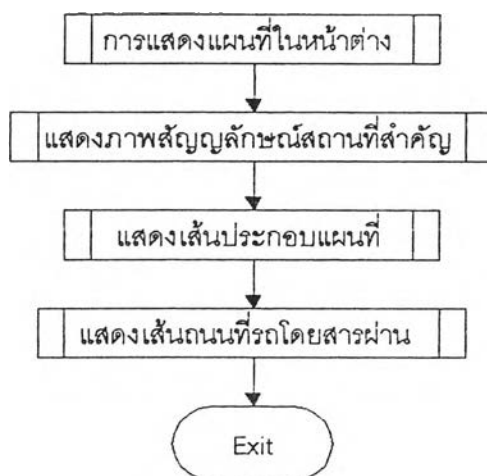 การแสดงแผนที่ในหน้าต่าง
แสดงภาพสัญญลักษณ์สถานที่สำคัญ
แสดงเส้นประกอบแผนที่
แสดงเส้นถนนที่รถโดยสารผ่าน
Exit